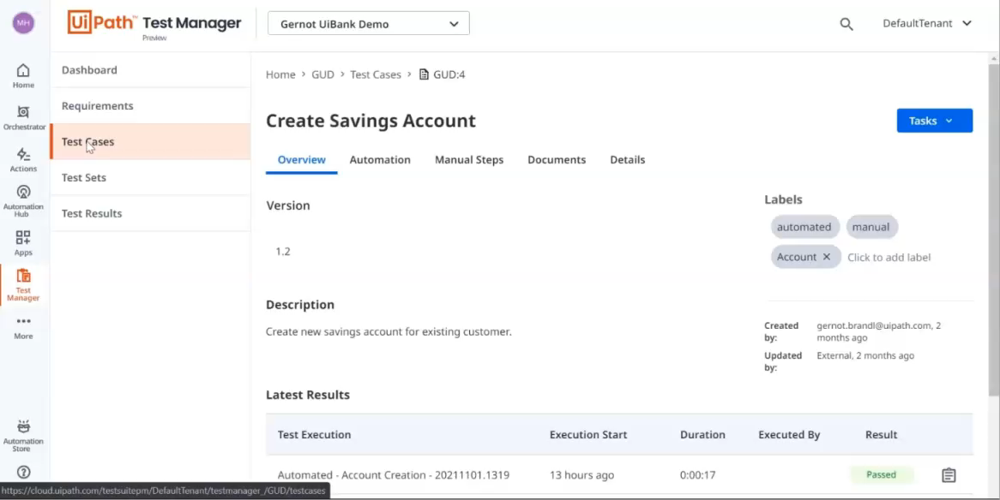 MH
UiPath™ Test Manager
Preview
Gernot UiBank Demo
DefaultTenant
Home
Orchestrator
Actions
Automation
Hub
Apps
Test
Manager
More
Automation
Store
Dashboard
Requirements
Test Cases
Test Sets
Test Results
Home > GUD > Test Cases > GUD:4
Create Savings Account
Tasks
Overview Automation Manual Steps Documents Details
Version
1.2
Description
Create new savings account for existing customer.
Labels
automated manual
Account × Click to add label
Created by: gernot.brandl@uipath.com, 2 months ago
Updated by: External, 2 months ago
Latest Results
Test Execution Execution Start Duration Executed By Result
Automated - Account Creation - 20211101.1319 13 hours ago 0:00:17 Passed
https://cloud.uipath.com/testsuitepm/DefaultTenant/testmanager_/GUD/testcases